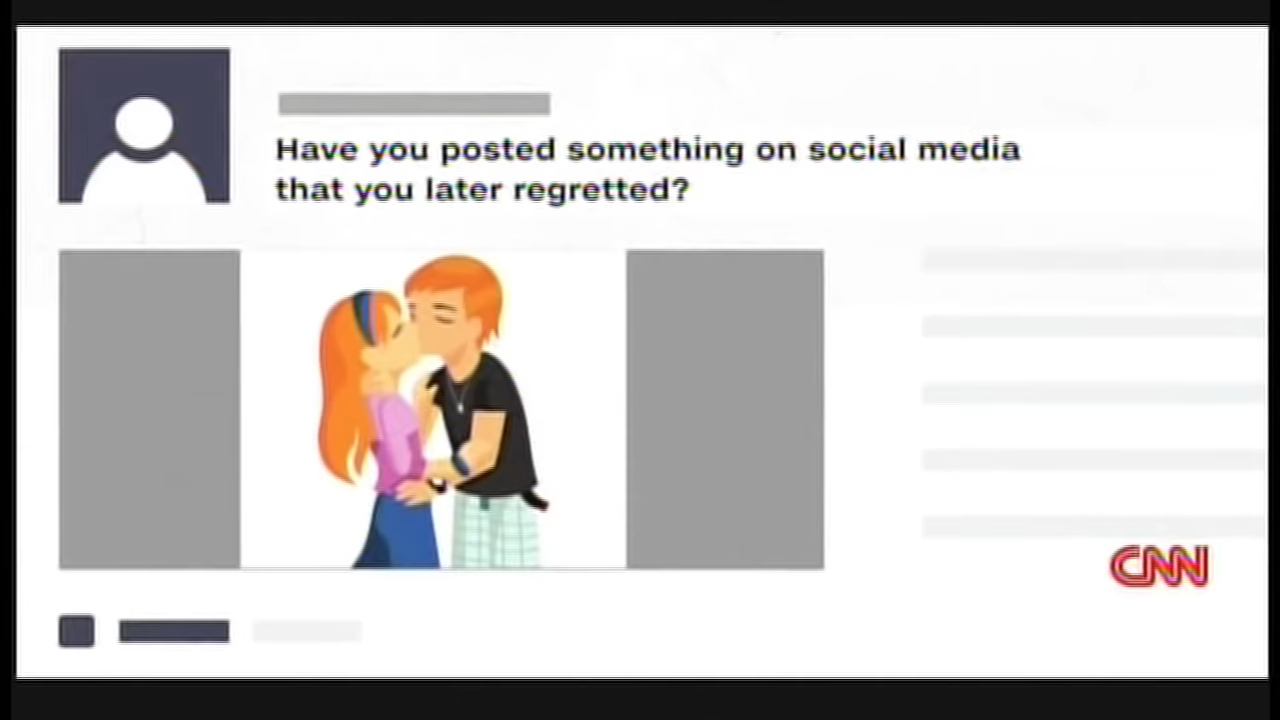 Have you posted something on social media
that you later regretted?
CNN